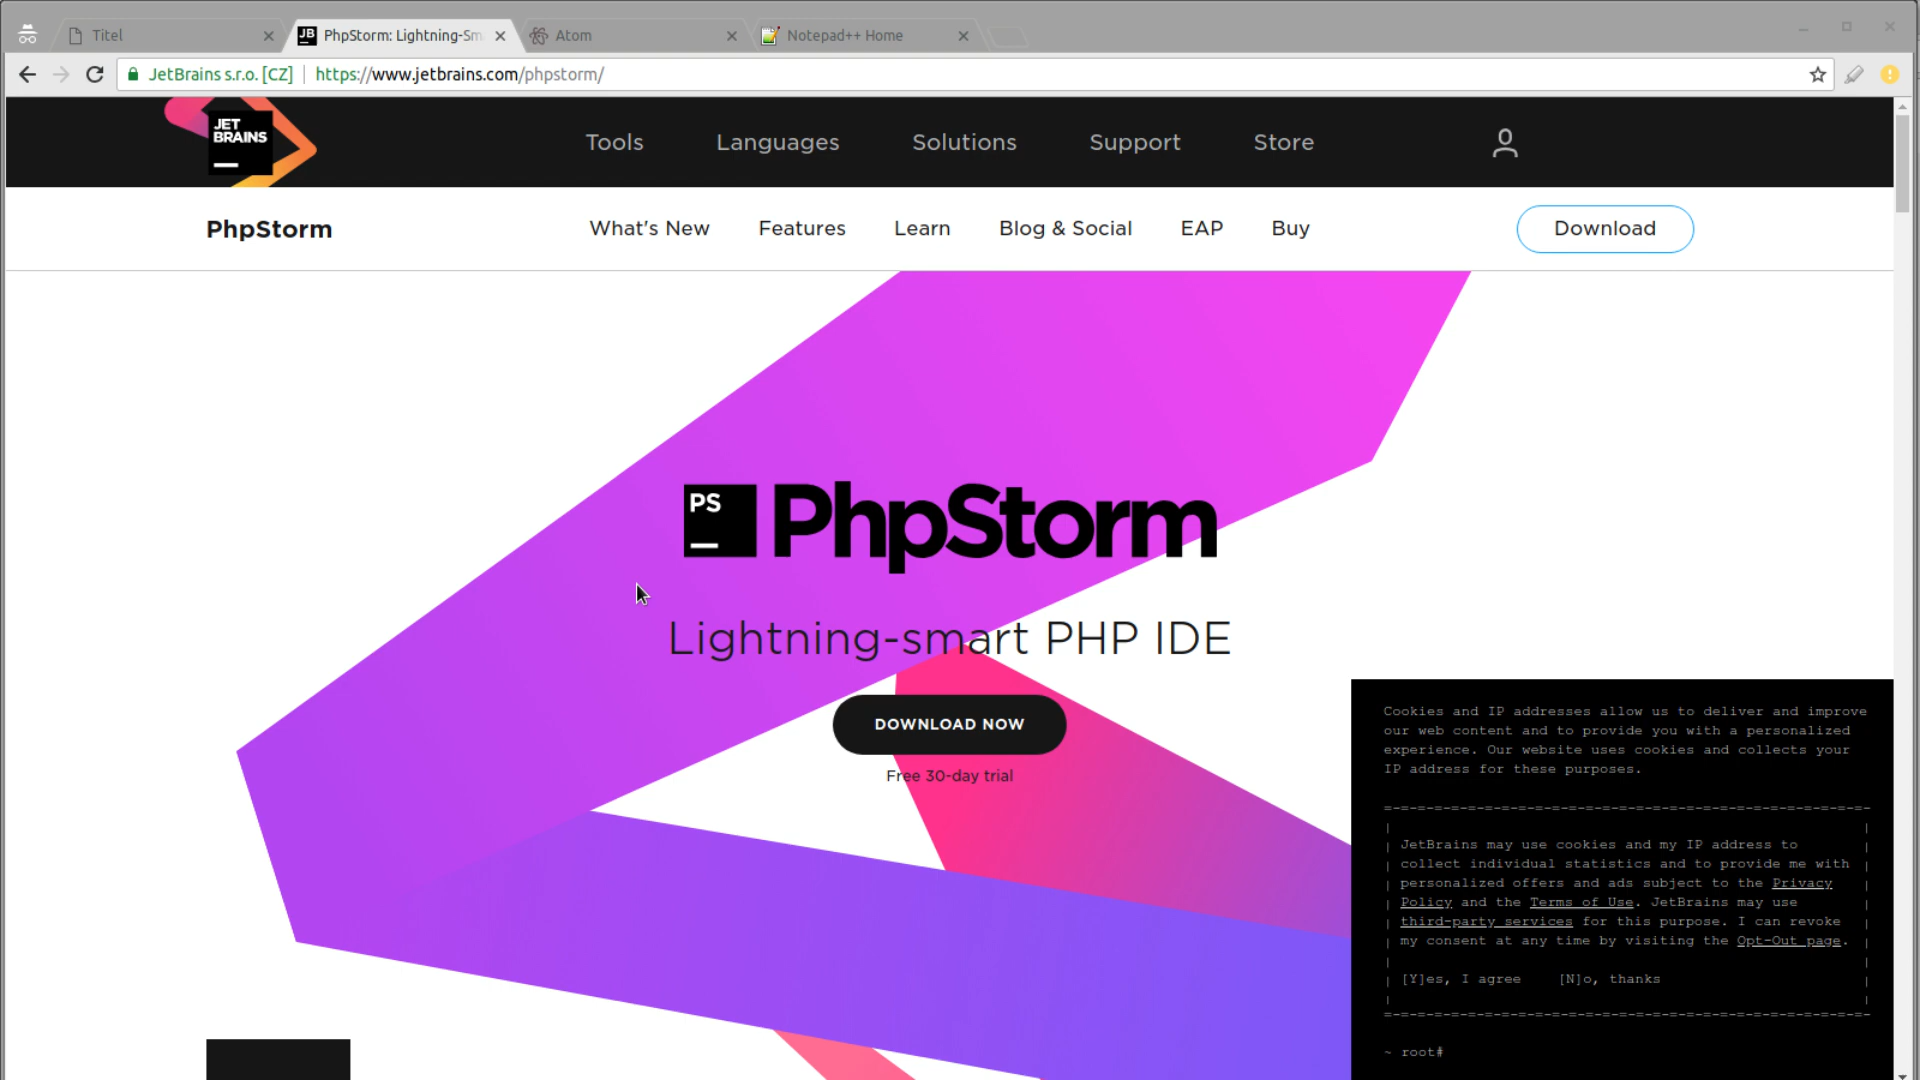 Titel
PhpStorm: Lightning-Sm
Atom
Notepad++ Home
JetBrains s.r.o. [CZ]
https://www.jetbrains.com/phpstorm/
JET
BRAINS
Tools
Languages
Solutions
Support
Store
PhpStorm
What's New
Features
Learn
Blog & Social
EAP
Buy
Download
PS
PhpStorm
Lightning-smart PHP IDE
DOWNLOAD NOW
Free 30-day trial
Cookies and IP addresses allow us to deliver and improve
our web content and to provide you with a personalized
experience. Our website uses cookies and collects your
IP address for these purposes.
JetBrains may use cookies and my IP address to
collect individual statistics and to provide me with
personalized offers and ads subject to the Privacy
Policy and the Terms of Use. JetBrains may use
third-party services for this purpose. I can revoke
my consent at any time by visiting the Opt-Out page.
[Y]es, I agree [N]o, thanks
~ root#